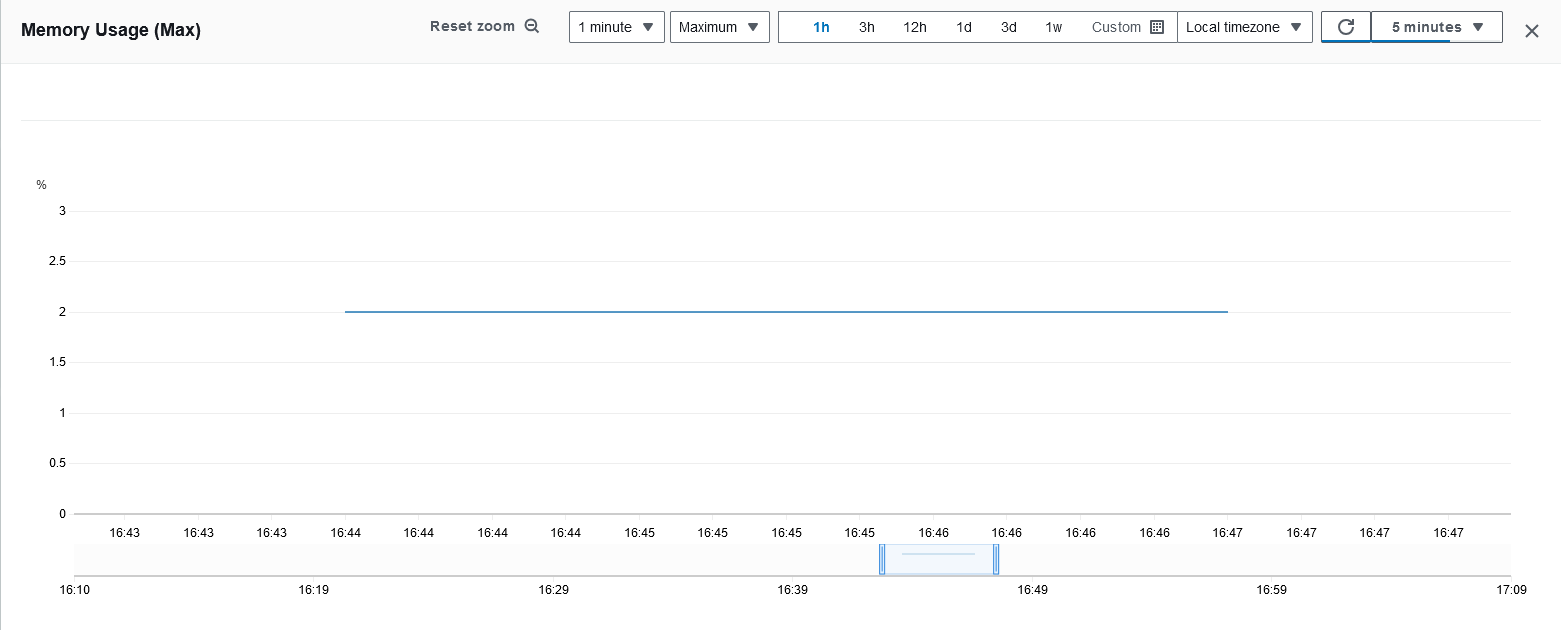 Memory Usage (Max)
Reset zoom
1 minute
Maximum
1h 3h 12h 1d 3d 1w Custom
Local timezone
5 minutes
%
3
2.5
2
1.5
1
0.5
0
16:43 16:43 16:43 16:44 16:44 16:44 16:44 16:45 16:45 16:45 16:45 16:46 16:46 16:46 16:46 16:47 16:47 16:47 16:47
16:10 16:19 16:29 16:39 16:49 16:59 17:09